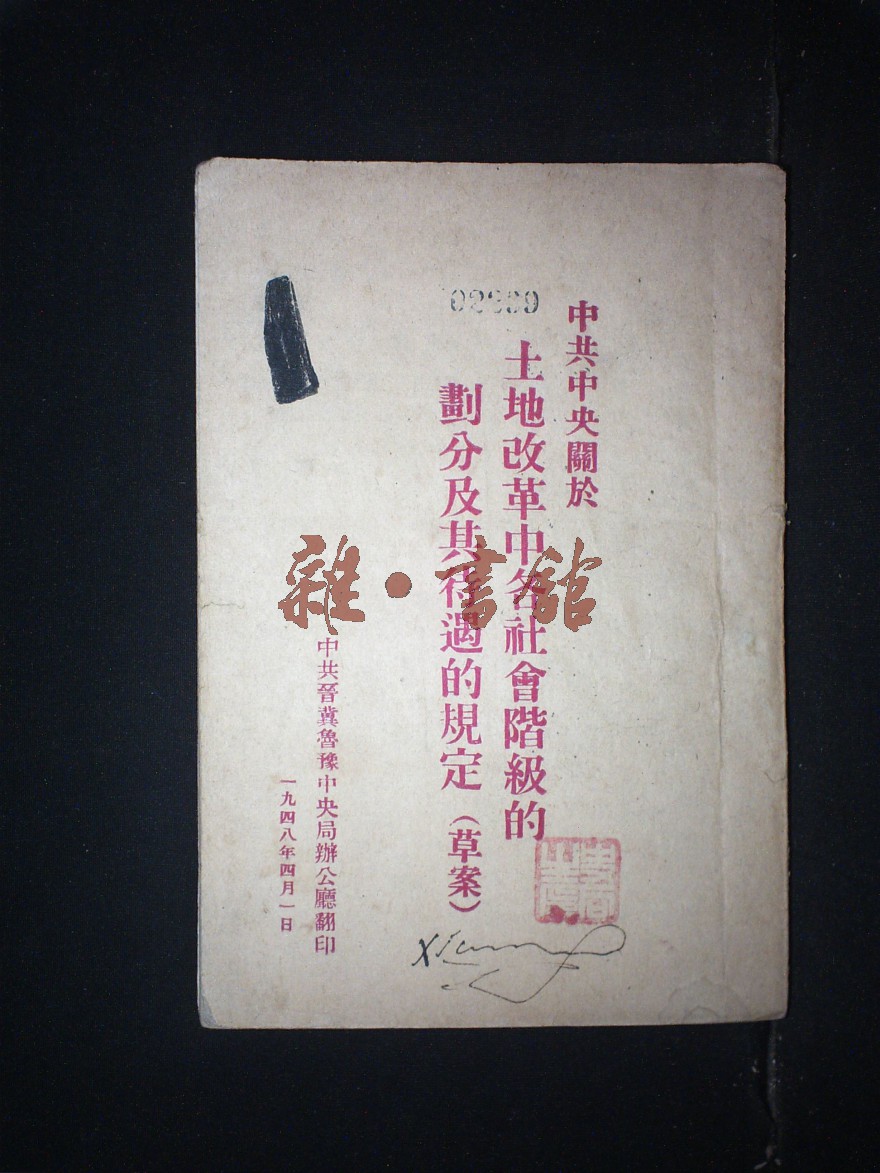 中共中央關於
土地改革中各社會階級的
劃分及其待遇的規定（草案）
中共晉冀魯豫中央局辦公廳翻印
一九四八年四月一日
雜·書館